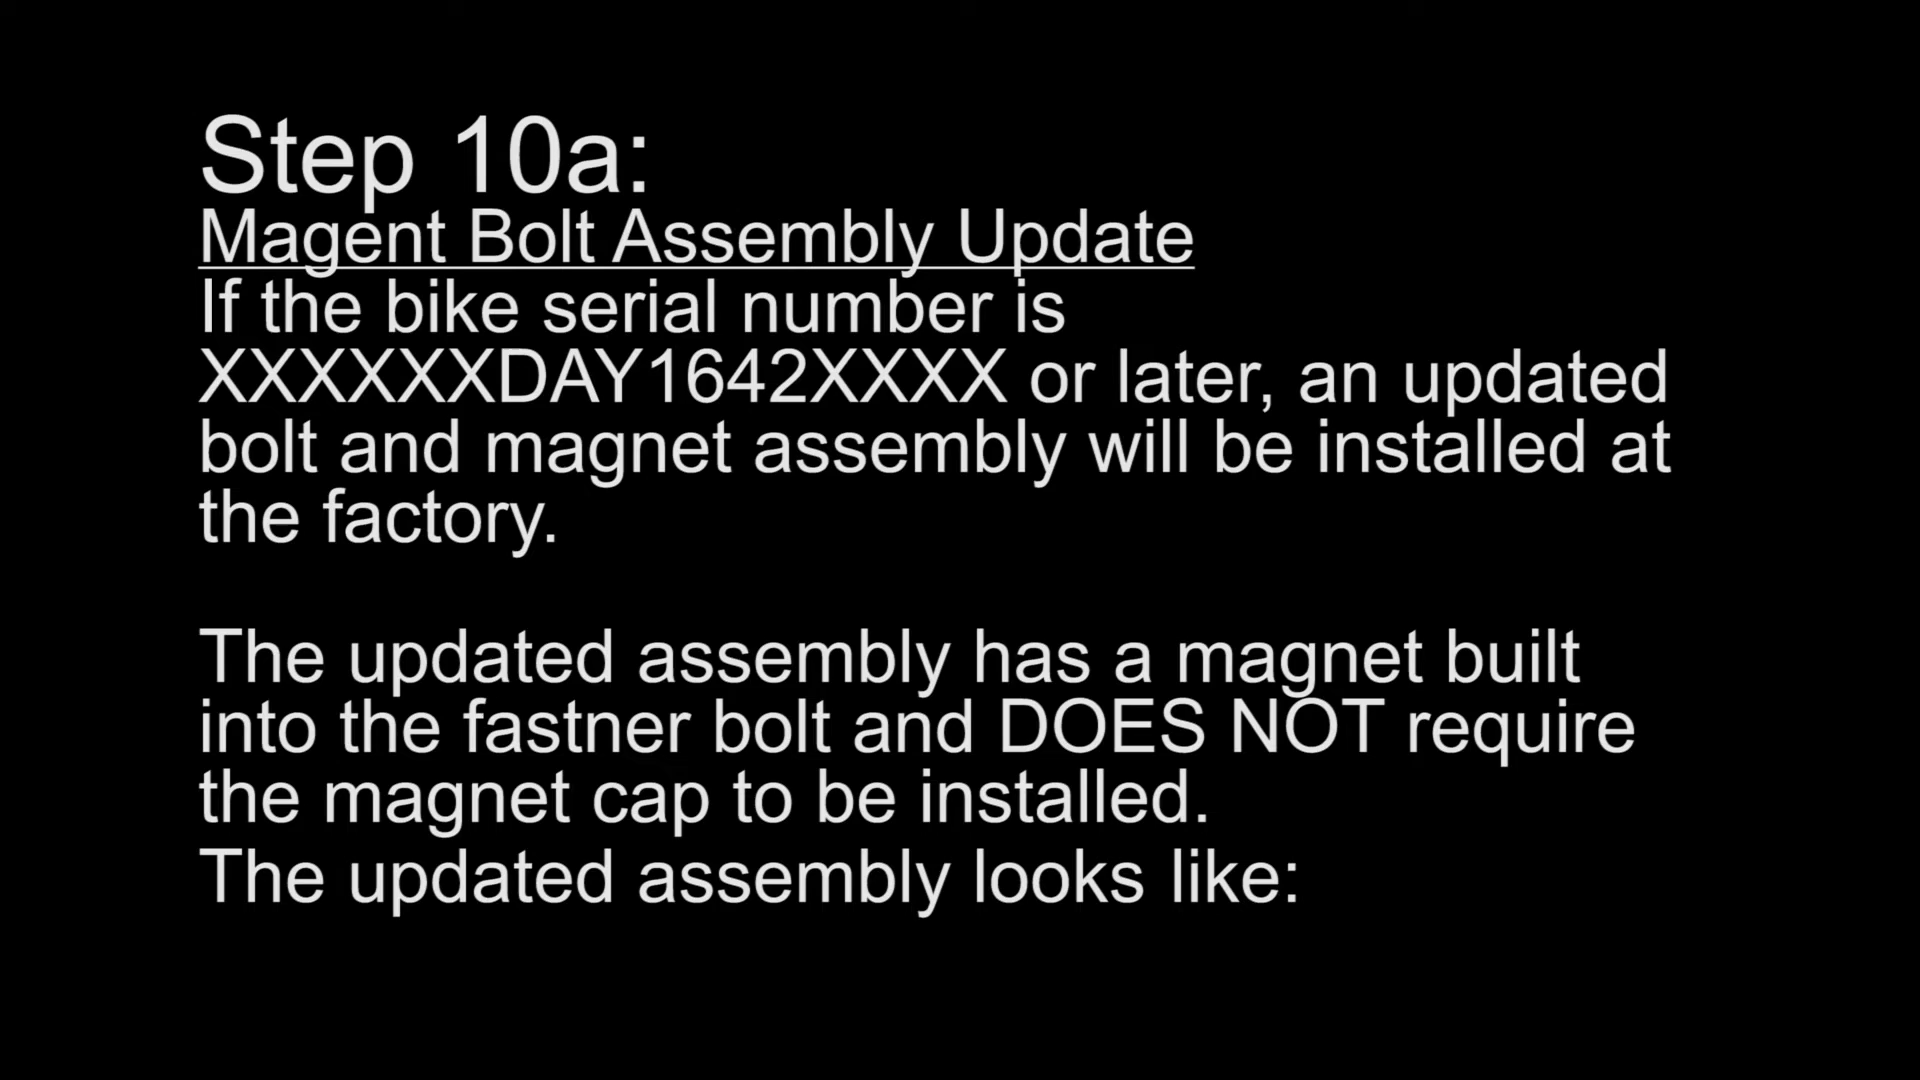 Step 10a:
Magent Bolt Assembly Update
If the bike serial number is
XXXXXXDAY1642XXXX or later, an updated
bolt and magnet assembly will be installed at
the factory.
The updated assembly has a magnet built
into the fastner bolt and DOES NOT require
the magnet cap to be installed.
The updated assembly looks like: